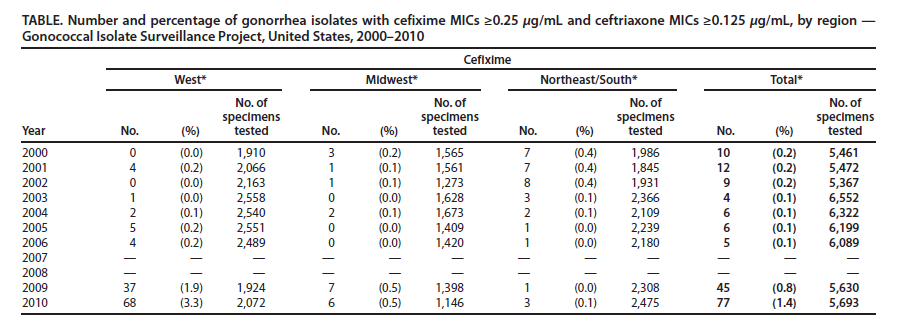 TABLE. Number and percentage of gonorrhea isolates with cefixime MICs ≥0.25 µg/mL and ceftriaxone MICs ≥0.125 µg/mL, by region —
Gonococcal Isolate Surveillance Project, United States, 2000–2010
Cefixime
West* Midwest* Northeast/South* Total*
No. of No. of No. of No. of
specimens specimens specimens specimens
Year No. (%) tested No. (%) tested No. (%) tested No. (%) tested
2000 0 (0.0) 1,910 3 (0.2) 1,565 7 (0.4) 1,986 10 (0.2) 5,461
2001 4 (0.2) 2,066 1 (0.1) 1,561 7 (0.4) 1,845 12 (0.2) 5,472
2002 0 (0.0) 2,163 1 (0.1) 1,273 8 (0.4) 1,931 9 (0.2) 5,367
2003 1 (0.0) 2,558 0 (0.0) 1,628 3 (0.1) 2,366 4 (0.1) 6,552
2004 2 (0.1) 2,540 2 (0.1) 1,673 2 (0.1) 2,109 6 (0.1) 6,322
2005 5 (0.2) 2,551 0 (0.0) 1,409 1 (0.0) 2,239 6 (0.1) 6,199
2006 4 (0.2) 2,489 0 (0.0) 1,420 1 (0.0) 2,180 5 (0.1) 6,089
2007 — — — — — — — — — — — —
2008 — — — — — — — — — — — —
2009 37 (1.9) 1,924 7 (0.5) 1,398 1 (0.0) 2,308 45 (0.8) 5,630
2010 68 (3.3) 2,072 6 (0.5) 1,146 3 (0.1) 2,475 77 (1.4) 5,693